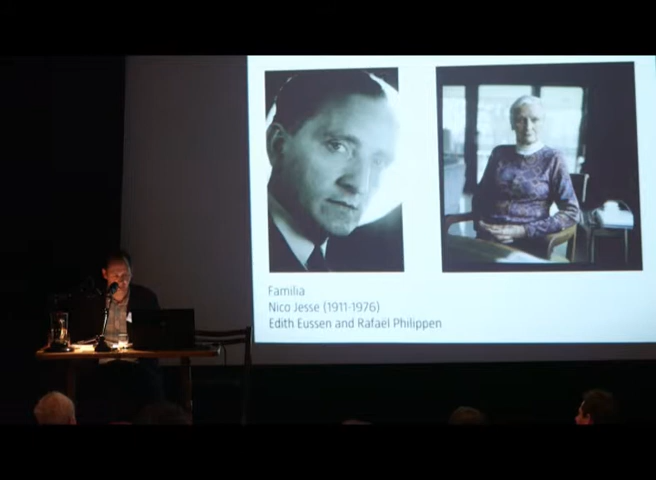 Familia
Nico Jesse (1911-1976)
Edith Eussen and Rafaël Philippen